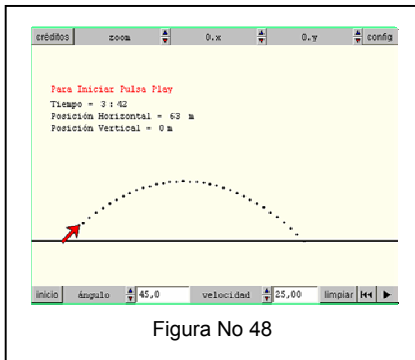 créditos zoom 0.x 0.y config
Para Iniciar Pulsa Play
Tiempo = 3:42
Posición Horizontal = 63 m
Posición Vertical = 0 m
inicio ángulo 45,0 velocidad 25,00 limpiar
Figura No 48